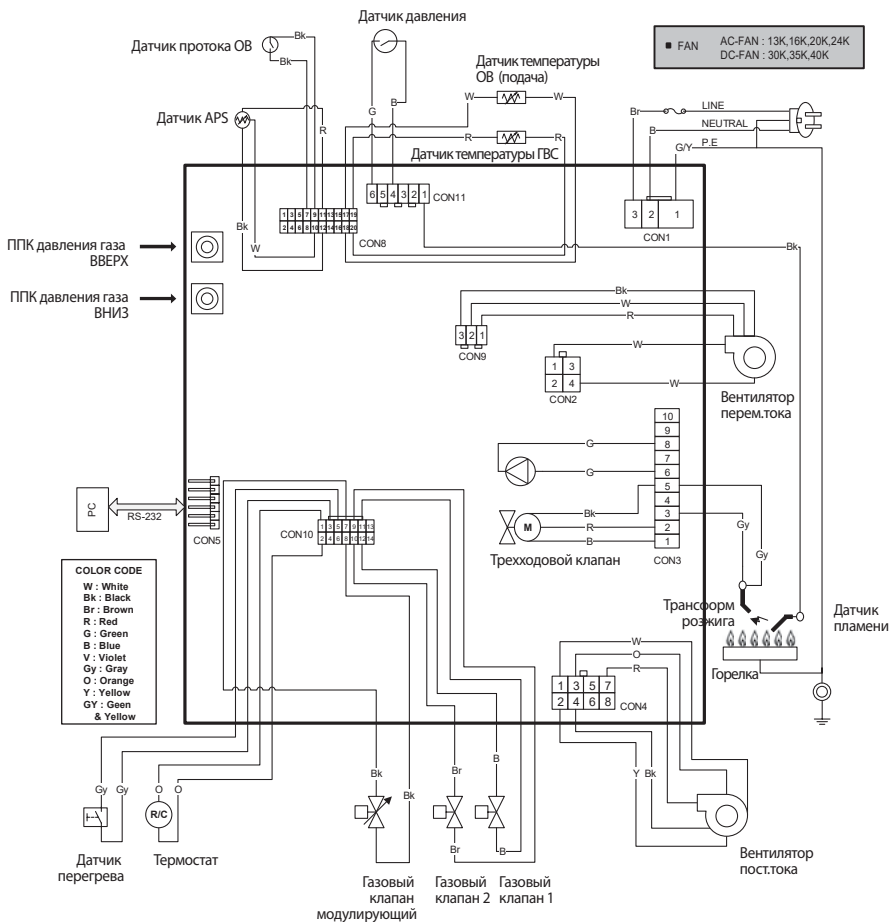 Датчик давления
Датчик протока ОВ
Bk
Bk
FAN
AC-FAN : 13K,16K,20K,24K
DC-FAN : 30K,35K,40K
Датчик температуры
ОВ (подача)
W
W
G
B
Датчик APS
R
R
R
Датчик температуры ГВС
Br
LINE
B
NEUTRAL
G/Y
P.E
6 5 4 3 2 1
CON11
3 2 1
CON1
1 3 5 7 9 11 13 15 17 19
2 4 6 8 10 12 14 16 18 20
CON8
Bk
W
Bk
ППК давления газа
ВВЕРХ
ППК давления газа
ВНИЗ
Bk
W
R
3 2 1
CON9
W
1 3
2 4
CON2
W
Вентилятор
перем.тока
10
9
8
7
6
5
4
3
2
1
CON3
G
G
Bk
R
B
M
Трехходовой клапан
Gy
Gy
PC
RS-232
CON5
CON10
1 3 5 7 9 11 13
2 4 6 8 10 12 14
COLOR CODE
W : White
Bk : Black
Br : Brown
R : Red
G : Green
B : Blue
V : Violet
Gy : Gray
O : Orange
Y : Yellow
GY : Geen
& Yellow
Трансформ
розжига
Датчик
пламени
Горелка
W
O
R
1 3 5 7
2 4 6 8
CON4
Y Bk
Gy
Gy
O
O
R/C
Bk
Bk
Br
Br
B
B
Датчик
перегрева
Термостат
Газовый
клапан
модулирующий
Газовый
клапан 2
Газовый
клапан 1
Вентилятор
пост.тока